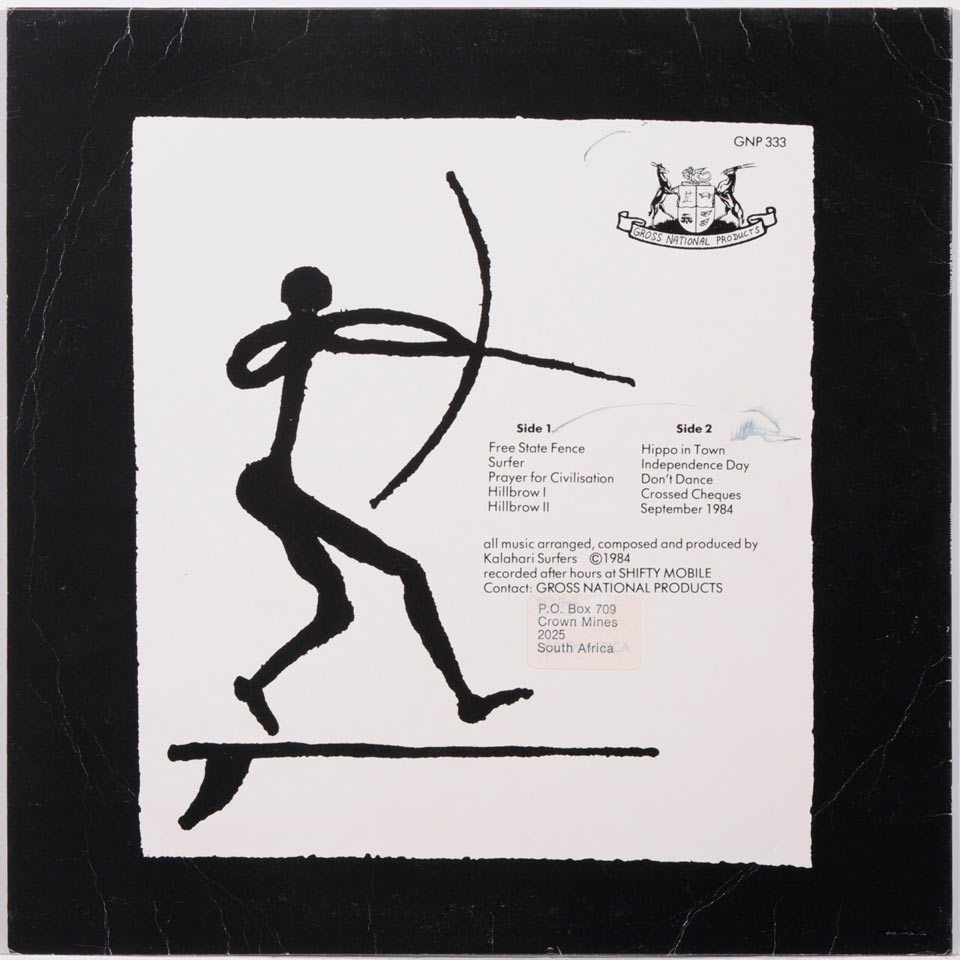 GNP 333
GROSS NATIONAL PRODUCTS
Side 1
Free State Fence
Surfer
Prayer for Civilisation
Hillbrow I
Hillbrow II
Side 2
Hippo in Town
Independence Day
Don't Dance
Crossed Cheques
September 1984
all music arranged, composed and produced by
Kalahari Surfers ©1984
recorded after hours at SHIFTY MOBILE
Contact: GROSS NATIONAL PRODUCTS
P.O. Box 709
Crown Mines
2025
South Africa